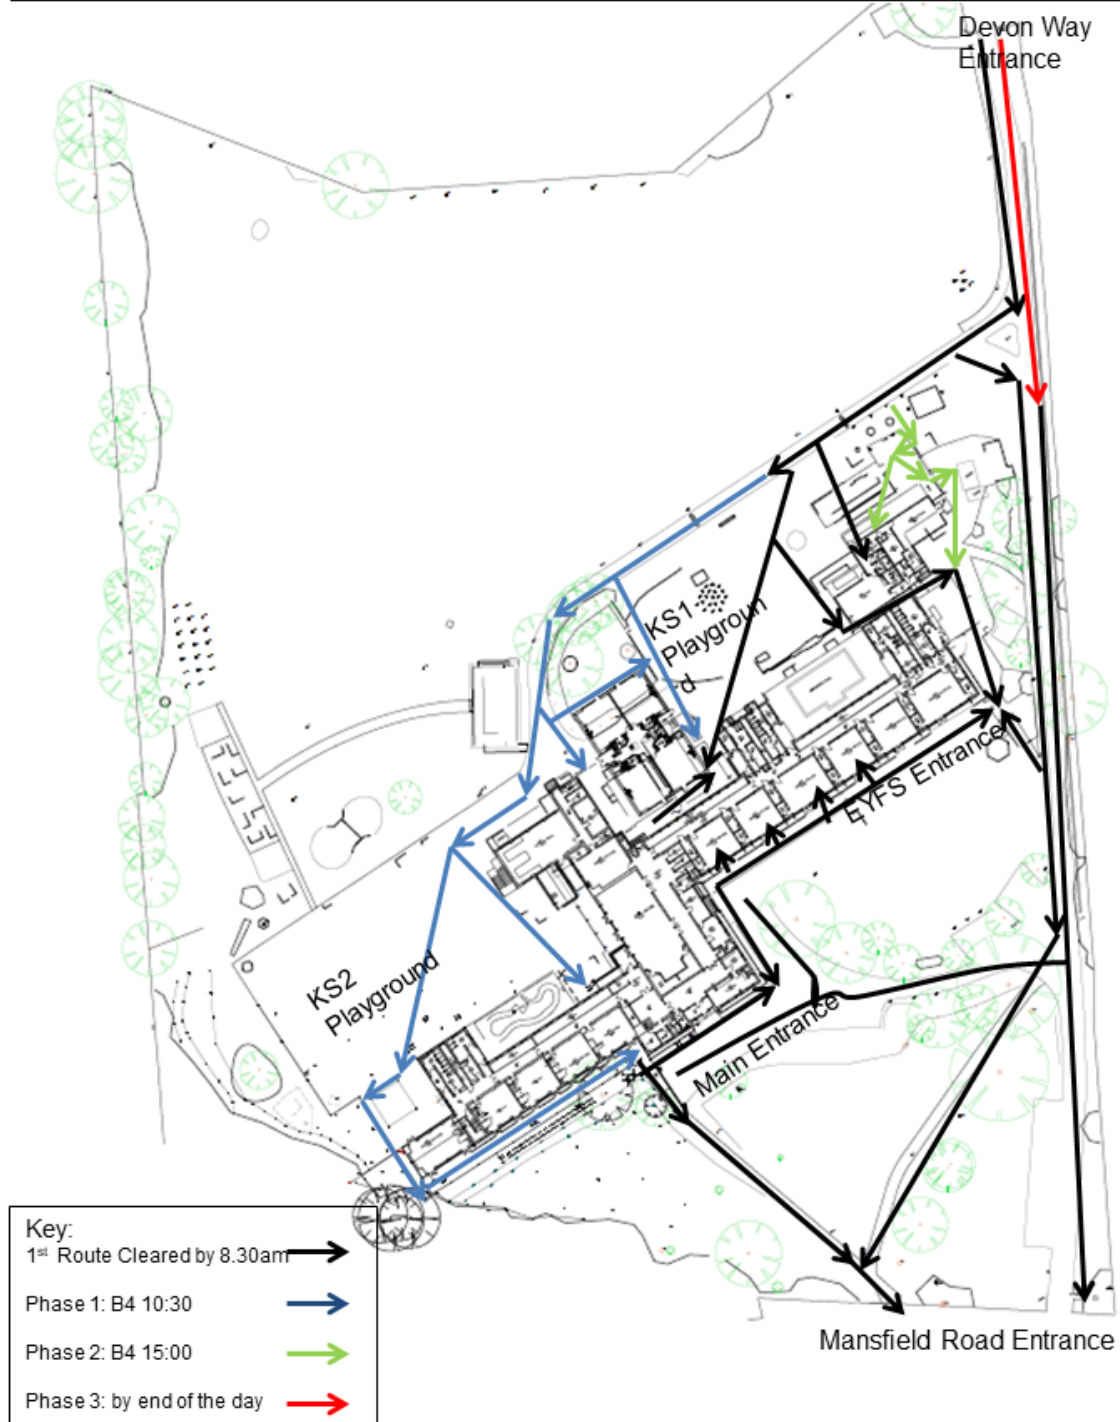 Devon Way
Entrance
KS1
Playgroun
d
EYFS Entrance
KS2
Playground
Main Entrance
Mansfield Road Entrance
Key:
1st Route Cleared by 8.30am
Phase 1: B4 10:30
Phase 2: B4 15:00
Phase 3: by end of the day